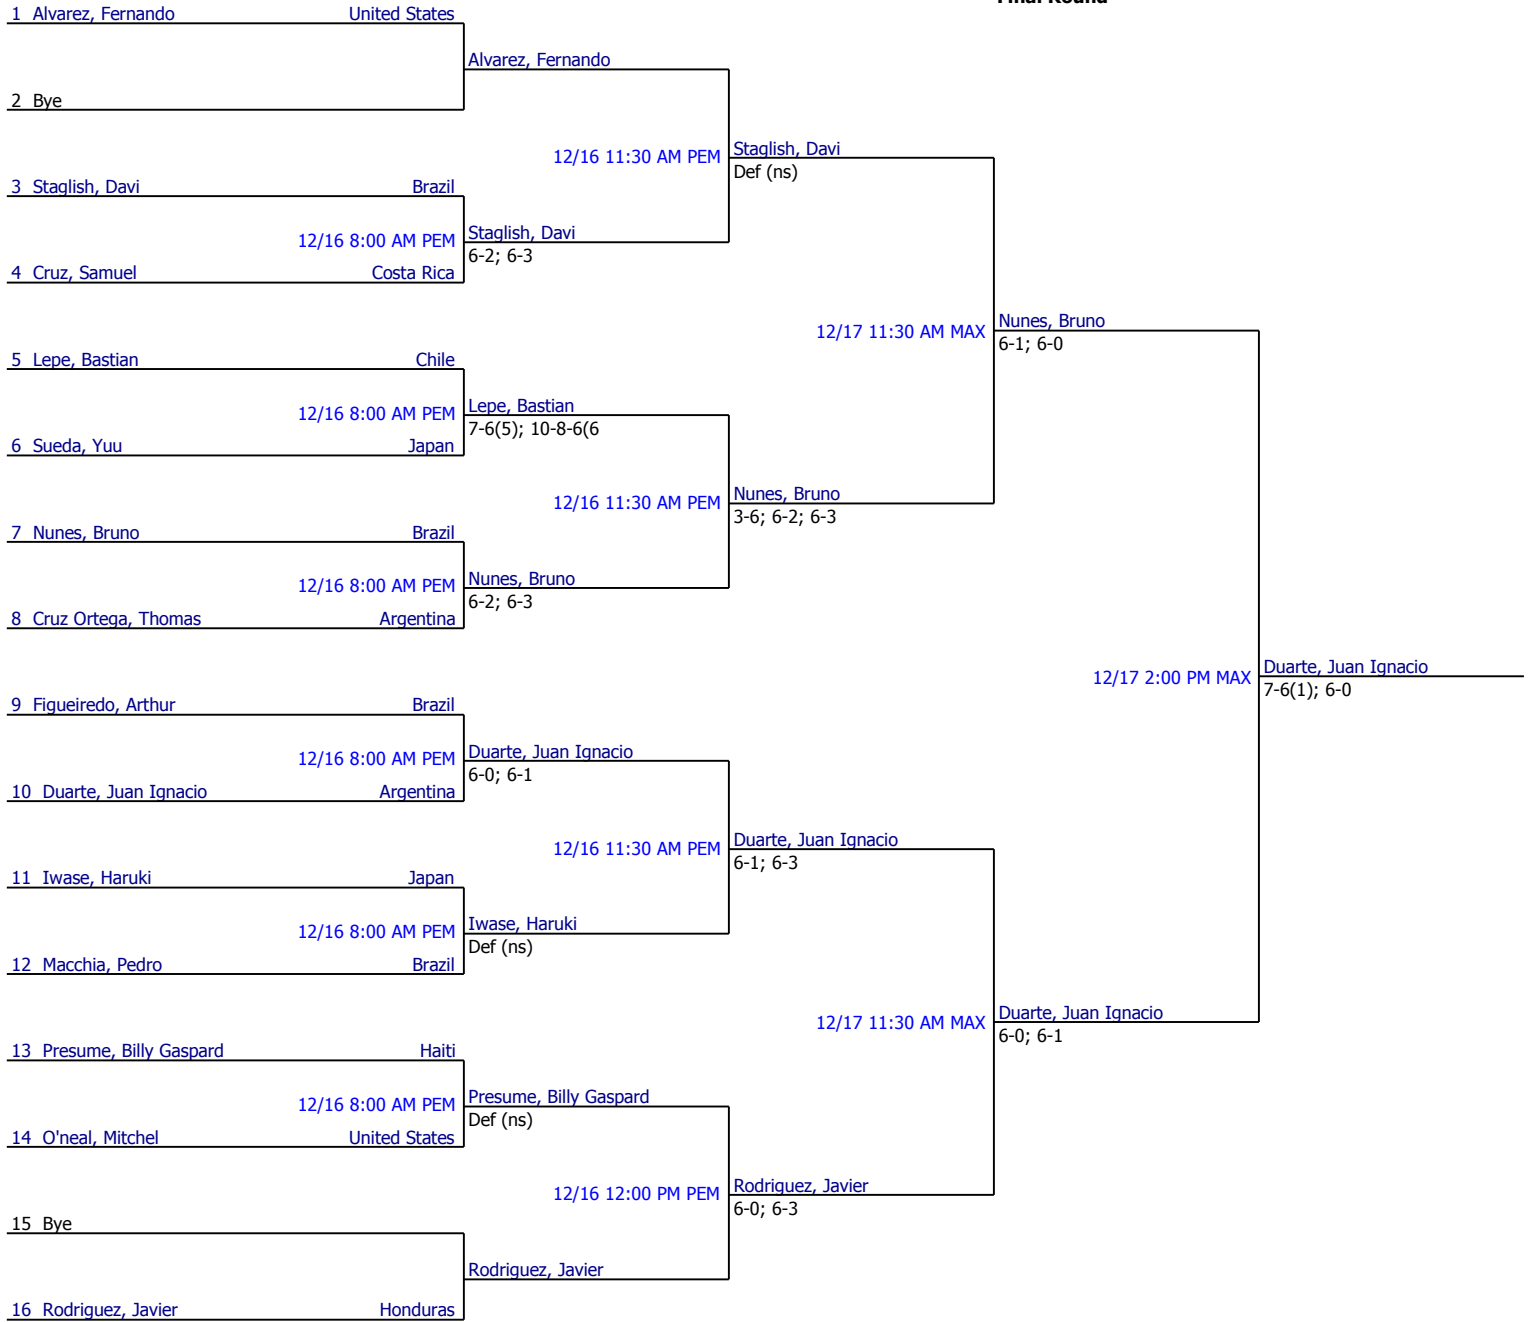 Final Round
1 Alvarez, Fernando United States
Alvarez, Fernando
2 Bye
12/16 11:30 AM PEM Staglish, Davi
Def (ns)
3 Staglish, Davi Brazil
12/16 8:00 AM PEM Staglish, Davi
6-2; 6-3
4 Cruz, Samuel Costa Rica
12/17 11:30 AM MAX Nunes, Bruno
6-1; 6-0
5 Lepe, Bastian Chile
12/16 8:00 AM PEM Lepe, Bastian
7-6(5); 10-8-6(6
6 Sueda, Yuu Japan
12/16 11:30 AM PEM Nunes, Bruno
3-6; 6-2; 6-3
7 Nunes, Bruno Brazil
12/16 8:00 AM PEM Nunes, Bruno
6-2; 6-3
8 Cruz Ortega, Thomas Argentina
12/17 2:00 PM MAX Duarte, Juan Ignacio
7-6(1); 6-0
9 Figueiredo, Arthur Brazil
12/16 8:00 AM PEM Duarte, Juan Ignacio
6-0; 6-1
10 Duarte, Juan Ignacio Argentina
12/16 11:30 AM PEM Duarte, Juan Ignacio
6-1; 6-3
11 Iwase, Haruki Japan
12/16 8:00 AM PEM Iwase, Haruki
Def (ns)
12 Macchia, Pedro Brazil
12/17 11:30 AM MAX Duarte, Juan Ignacio
6-0; 6-1
13 Presume, Billy Gaspard Haiti
12/16 8:00 AM PEM Presume, Billy Gaspard
Def (ns)
14 O'neal, Mitchel United States
12/16 12:00 PM PEM Rodriguez, Javier
6-0; 6-3
15 Bye
Rodriguez, Javier
16 Rodriguez, Javier Honduras